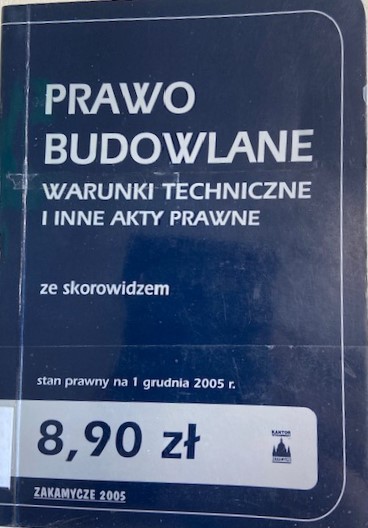 PRAWO
BUDOWLANE
WARUNKI TECHNICZNE
I INNE AKTY PRAWNE
ze skorowidzem
stan prawny na 1 grudnia 2005 r.
8,90 zł
KANTOR
ZAKAMYCZE
ZAKAMYCZE 2005